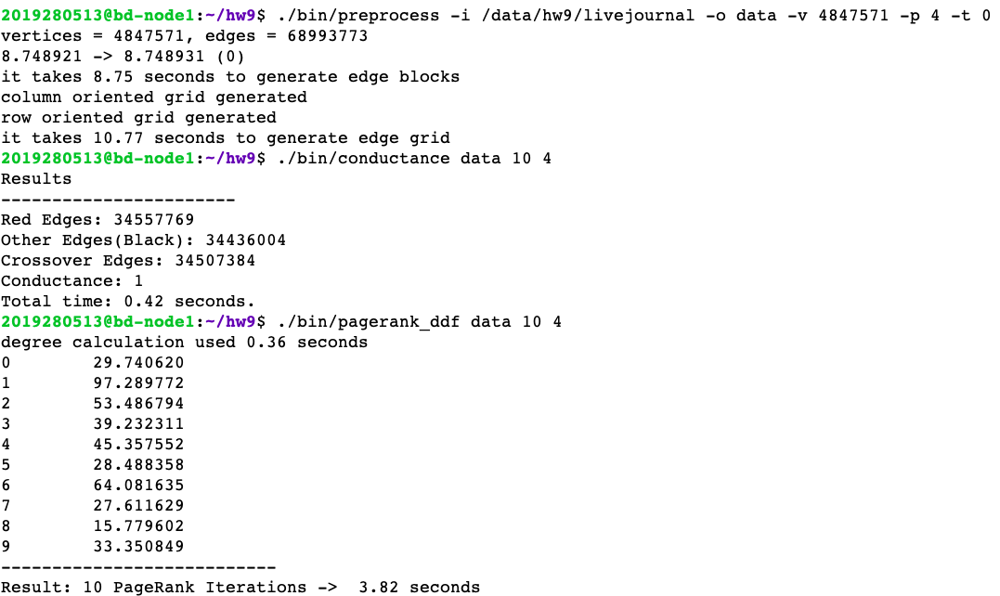 2019280513@bd-node1:~/hw9$ ./bin/preprocess -i /data/hw9/livejournal -o data -v 4847571 -p 4 -t 0
vertices = 4847571, edges = 68993773
8.748921 -> 8.748931 (0)
it takes 8.75 seconds to generate edge blocks
column oriented grid generated
row oriented grid generated
it takes 10.77 seconds to generate edge grid
2019280513@bd-node1:~/hw9$ ./bin/conductance data 10 4
Results
-----------------------
Red Edges: 34557769
Other Edges(Black): 34436004
Crossover Edges: 34507384
Conductance: 1
Total time: 0.42 seconds.
2019280513@bd-node1:~/hw9$ ./bin/pagerank_ddf data 10 4
degree calculation used 0.36 seconds
0        29.740620
1        97.289772
2        53.486794
3        39.232311
4        45.357552
5        28.488358
6        64.081635
7        27.611629
8        15.779602
9        33.350849
---------------------------
Result: 10 PageRank Iterations ->  3.82 seconds